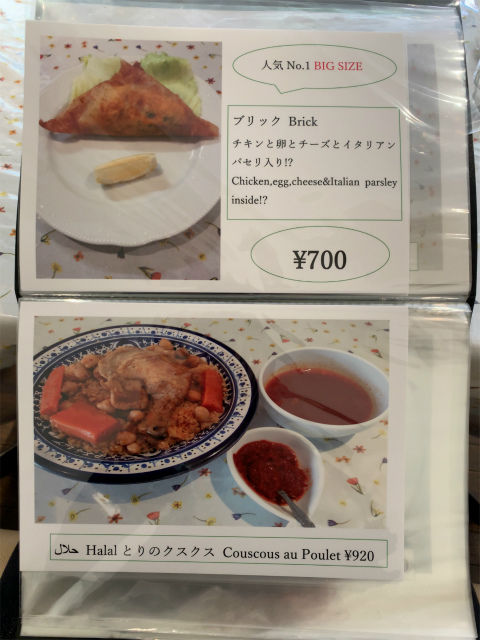 人気 No.1 BIG SIZE
ブリック Brick
チキンと卵とチーズとイタリアン
パセリ入り!?
Chicken,egg,cheese&Italian parsley
inside!?
¥700
حلال Halal とりのクスクス Couscous au Poulet ¥920